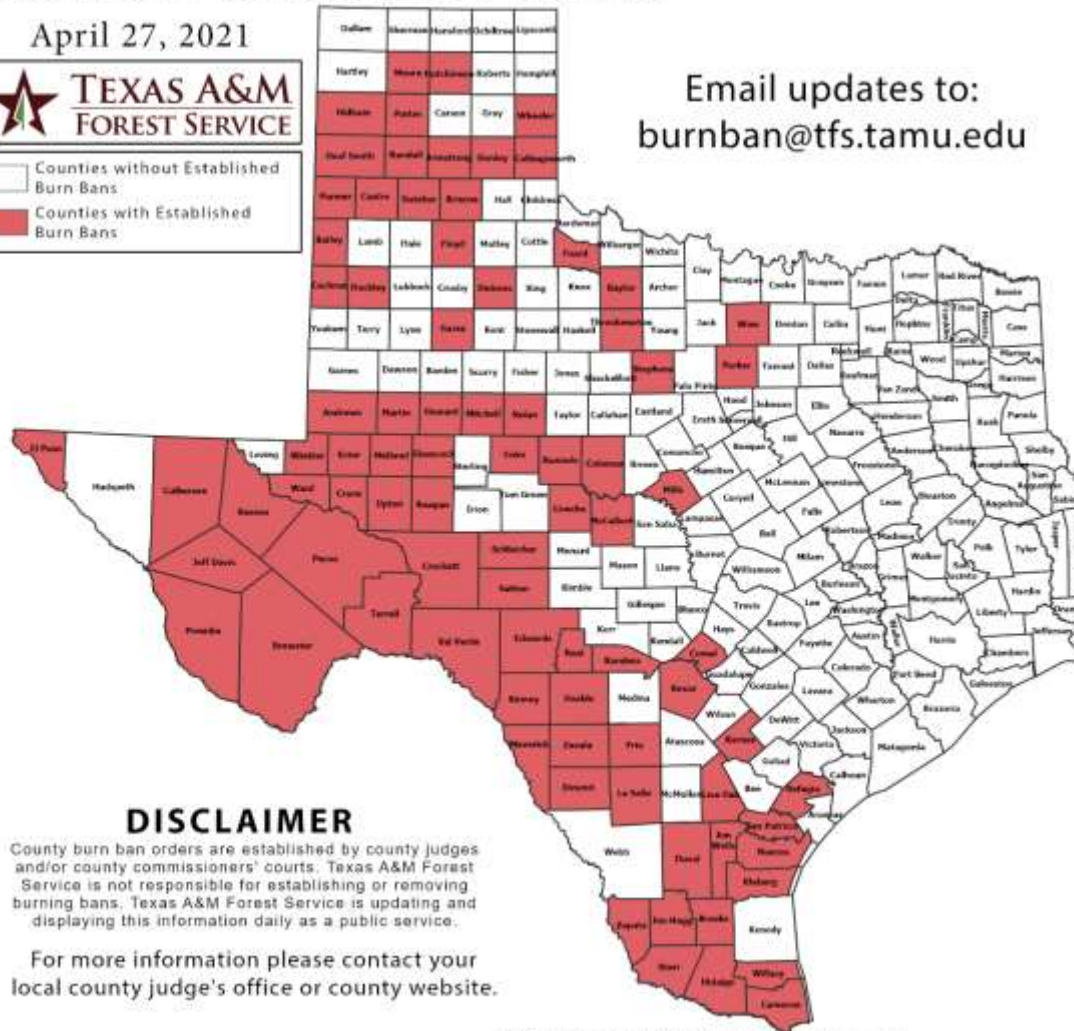 April 27, 2021
TEXAS A&M
FOREST SERVICE
Counties without Established
Burn Bans
Counties with Established
Burn Bans
Email updates to:
burnban@tfs.tamu.edu
Dallam Sherman Hansford Ochiltree Lipscomb
Hartley Moore Hutchinson Roberts Hemphill
Oldham Potter Carson Gray Wheeler
Deaf Smith Randall Armstrong Donley Collingsworth
Parmer Castro Swisher Briscoe Hall Childress
Hardeman
Bailey Lamb Hale Floyd Motley Cottle Foard Wilbarger Wichita
Clay Montague Cooke Grayson Fannin Lamar Red River Bowie
Cochran Hockley Lubbock Crosby Dickens King Knox Baylor Archer
Yoakum Terry Lynn Garza Kent Stonewall Haskell Throckmorton Young Jack Wise Denton Collin Hunt Delta Hopkins Franklin Titus Camp Morris Cass
Gaines Dawson Borden Scurry Fisher Jones Shackelford Stephens Palo Pinto Parker Tarrant Dallas Rockwall Kaufman Rains Wood Upshur Marion Harrison
Van Zandt Smith
Andrews Martin Howard Mitchell Nolan Taylor Callahan Eastland Erath Somervell Hood Johnson Ellis Henderson Rusk Panola
El Paso Hudspeth Culberson Loving Winkler Ector Midland Glasscock Sterling Coke Runnels Coleman Brown Comanche Hamilton Bosque Hill Navarro Freestone Anderson Cherokee Nacogdoches Shelby
San Augustine
Reeves Ward Crane Upton Reagan Irion Tom Green Concho McCulloch San Saba Mills Lampasas Coryell McLennan Limestone Falls Leon Houston Angelina
Jeff Davis Pecos Crockett Schleicher Menard Mason Llano Burnet Bell Milam Robertson Madison Trinity Polk Tyler Jasper
Presidio Brewster Terrell Sutton Kimble Gillespie Blanco Travis Williamson Lee Burleson Brazos Grimes Walker San Jacinto Hardin
Val Verde Edwards Kerr Kendall Hays Bastrop Washington Montgomery Liberty
Real Bandera Comal Caldwell Fayette Austin Waller Harris Chambers Jefferson
Kinney Uvalde Medina Bexar Guadalupe Gonzales Lavaca Colorado Fort Bend Galveston
Maverick Zavala Frio Atascosa Wilson Karnes DeWitt Victoria Jackson Wharton Matagorda Brazoria
Dimmit La Salle McMullen Live Oak Bee Goliad Refugio Calhoun Aransas
Webb Duval Jim Wells San Patricio Nueces
Kleberg
Zapata Jim Hogg Brooks Kenedy
Starr Hidalgo Willacy
Cameron
DISCLAIMER
County burn ban orders are established by county judges
and/or county commissioners' courts. Texas A&M Forest
Service is not responsible for establishing or removing
burning bans. Texas A&M Forest Service is updating and
displaying this information daily as a public service.
For more information please contact your
local county judge's office or county website.